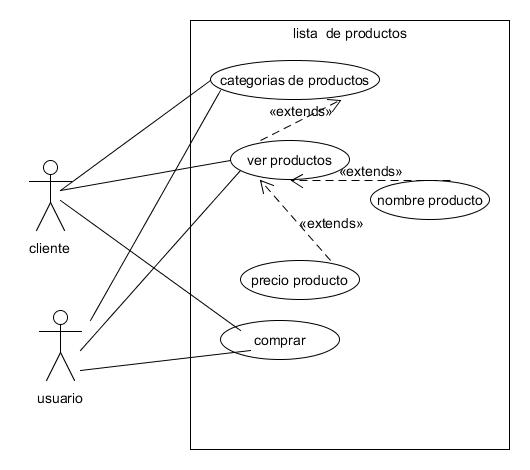 lista de productos
categorias de productos
«extends»
ver productos
«extends»
nombre producto
«extends»
cliente
precio producto
comprar
usuario